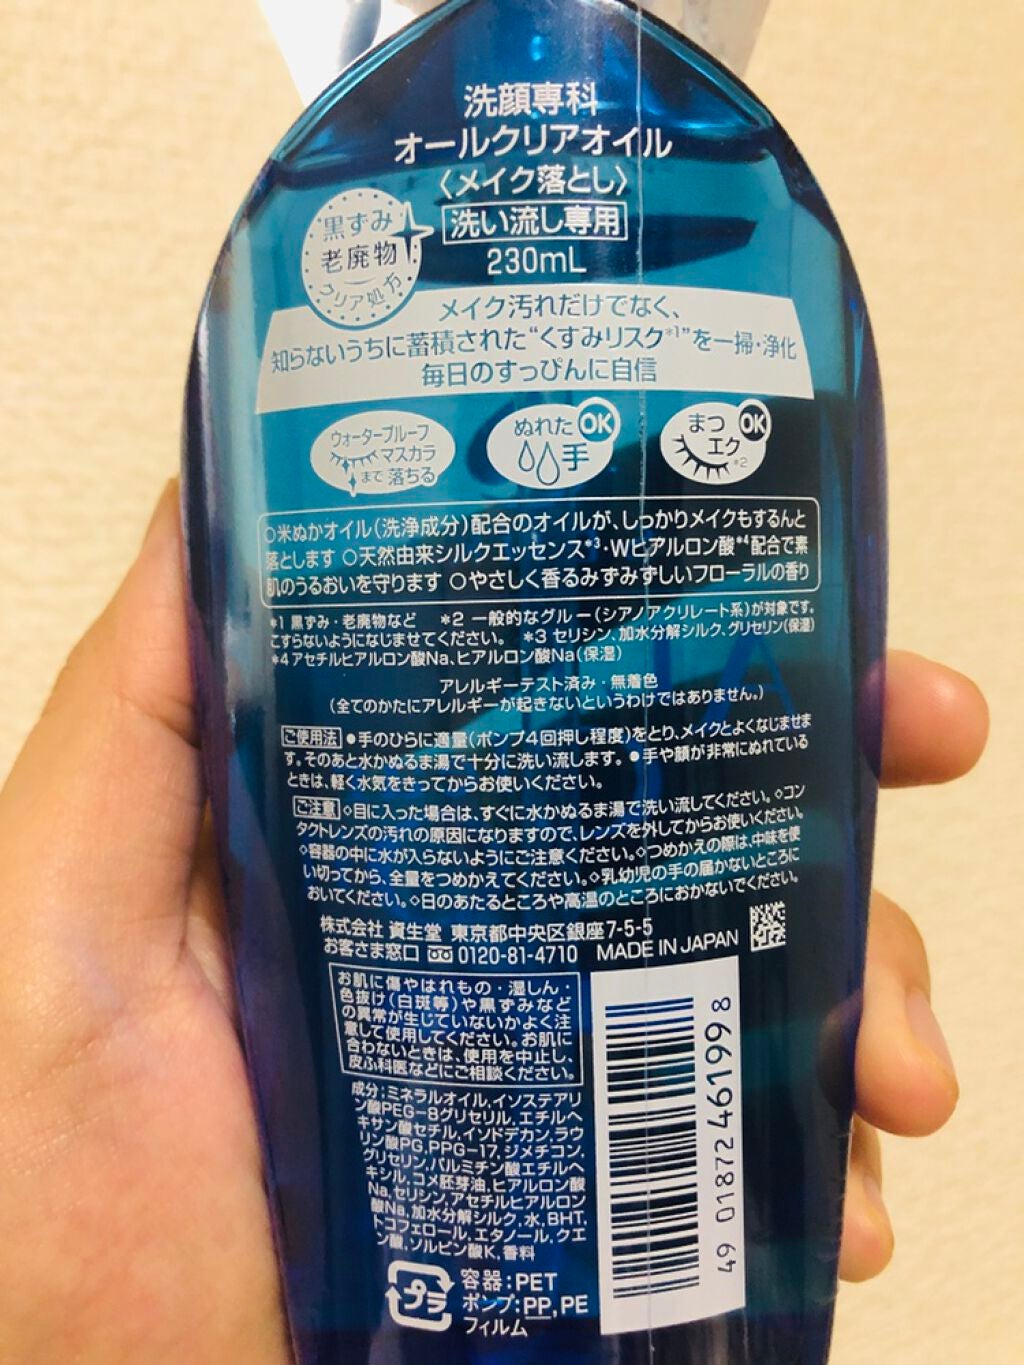 洗顔専科
オールクリアオイル
〈メイク落とし〉
洗い流し専用
230mL
黒ずみ
老廃物
クリア処方
メイク汚れだけでなく、
知らないうちに蓄積された“くすみリスク*1”を一掃・浄化
毎日のすっぴんに自信
ウォータープルーフ
マスカラ
まで落ちる
ぬれた
手
OK
まつ
エク
*2
OK
○米ぬかオイル(洗浄成分)配合のオイルが、しっかりメイクもするんと
落とします ○天然由来シルクエッセンス*3・Wヒアルロン酸*4配合で素
肌のうるおいを守ります ○やさしく香るみずみずしいフローラルの香り
*1 黒ずみ・老廃物など *2 一般的なグルー(シアノアクリレート系)が対象です。
こすらないようになじませてください。 *3 セリシン、加水分解シルク、グリセリン(保湿)
*4アセチルヒアルロン酸Na、ヒアルロン酸Na(保湿)
アレルギーテスト済み・無着色
(全てのかたにアレルギーが起きないというわけではありません。)
ご使用法 ●手のひらに適量(ポンプ4回押し程度)をとり、メイクとよくなじませま
す。そのあと水かぬるま湯で十分に洗い流します。●手や顔が非常にぬれている
ときは、軽く水気をきってからお使いください。
ご注意 ◇目に入った場合は、すぐに水かぬるま湯で洗い流してください。◇コン
タクトレンズの汚れの原因になりますので、レンズを外してからお使いください。
◇容器の中に水が入らないようにご注意ください。◇つめかえの際は、中味を使
い切ってから、全量をつめかえてください。◇乳幼児の手の届かないところに
おいてください。◇日のあたるところや高温のところにおかないでください。
株式会社 資生堂 東京都中央区銀座7-5-5
お客さま窓口 0120-81-4710 MADE IN JAPAN
お肌に傷やはれもの・湿しん・
色抜け(白斑等)や黒ずみなど
の異常が生じていないかよく注
意して使用してください。お肌に
合わないときは、使用を中止し、
皮ふ科医などにご相談ください。
成分:ミネラルオイル,イソステアリ
ン酸PEG-8グリセリル,エチルヘ
キサン酸セチル,イソドデカン,ラウ
リン酸PG,PPG-17,ジメチコン,
グリセリン,パルミチン酸エチルヘ
キシル,コメ胚芽油,ヒアルロン酸
Na,セリシン,アセチルヒアルロン
酸Na,加水分解シルク,水,BHT,
トコフェロール,エタノール,クエ
ン酸,ソルビン酸K,香料
プラ
容器:PET
ポンプ:PP,PE
フィルム
49 01872 461998